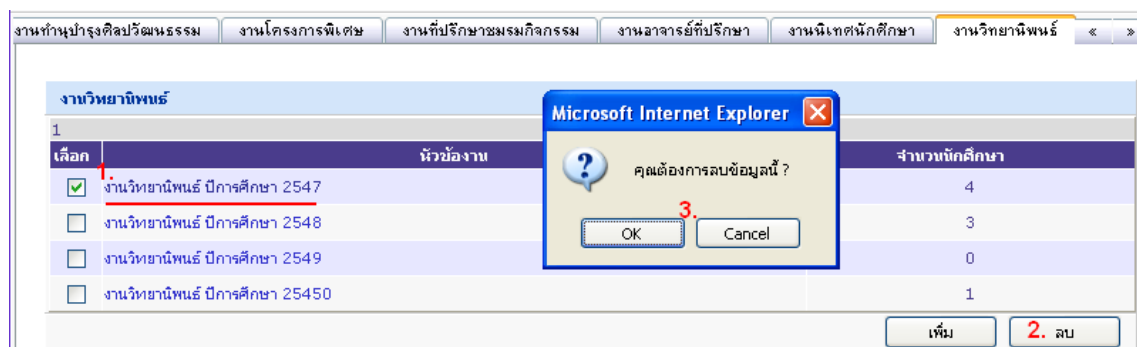 งานทำนุบำรุงศิลปวัฒนธรรม งานโครงการพิเศษ งานที่ปรึกษาชมรมกิจกรรม งานอาจารย์ที่ปรึกษา งานนิเทศนักศึกษา งานวิทยานิพนธ์ « »
งานวิทยานิพนธ์
Microsoft Internet Explorer
1
คุณต้องการลบข้อมูลนี้ ?
เลือก หัวข้องาน จำนวนนักศึกษา
1.
งานวิทยานิพนธ์ ปีการศึกษา 2547 4
3.
OK Cancel
งานวิทยานิพนธ์ ปีการศึกษา 2548 3
งานวิทยานิพนธ์ ปีการศึกษา 2549 0
งานวิทยานิพนธ์ ปีการศึกษา 25450 1
เพิ่ม 2. ลบ